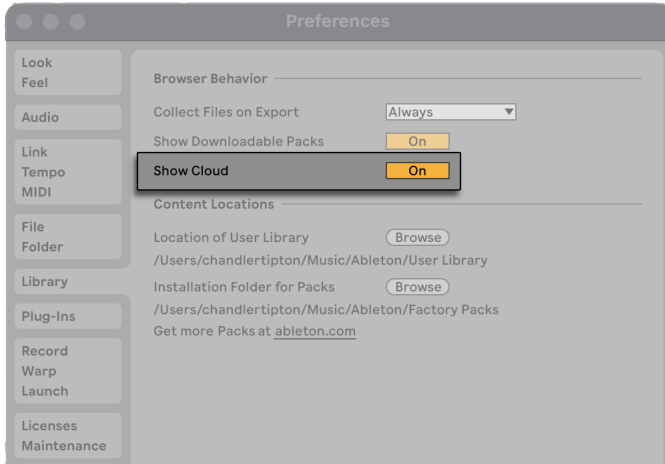 Preferences
Look
Feel
Audio
Link
Tempo
MIDI
File
Folder
Library
Plug-Ins
Record
Warp
Launch
Licenses
Maintenance
Browser Behavior
Collect Files on Export Always
Show Downloadable Packs On
Show Cloud On
Content Locations
Location of User Library Browse
/Users/chandlertipton/Music/Ableton/User Library
Installation Folder for Packs Browse
/Users/chandlertipton/Music/Ableton/Factory Packs
Get more Packs at ableton.com